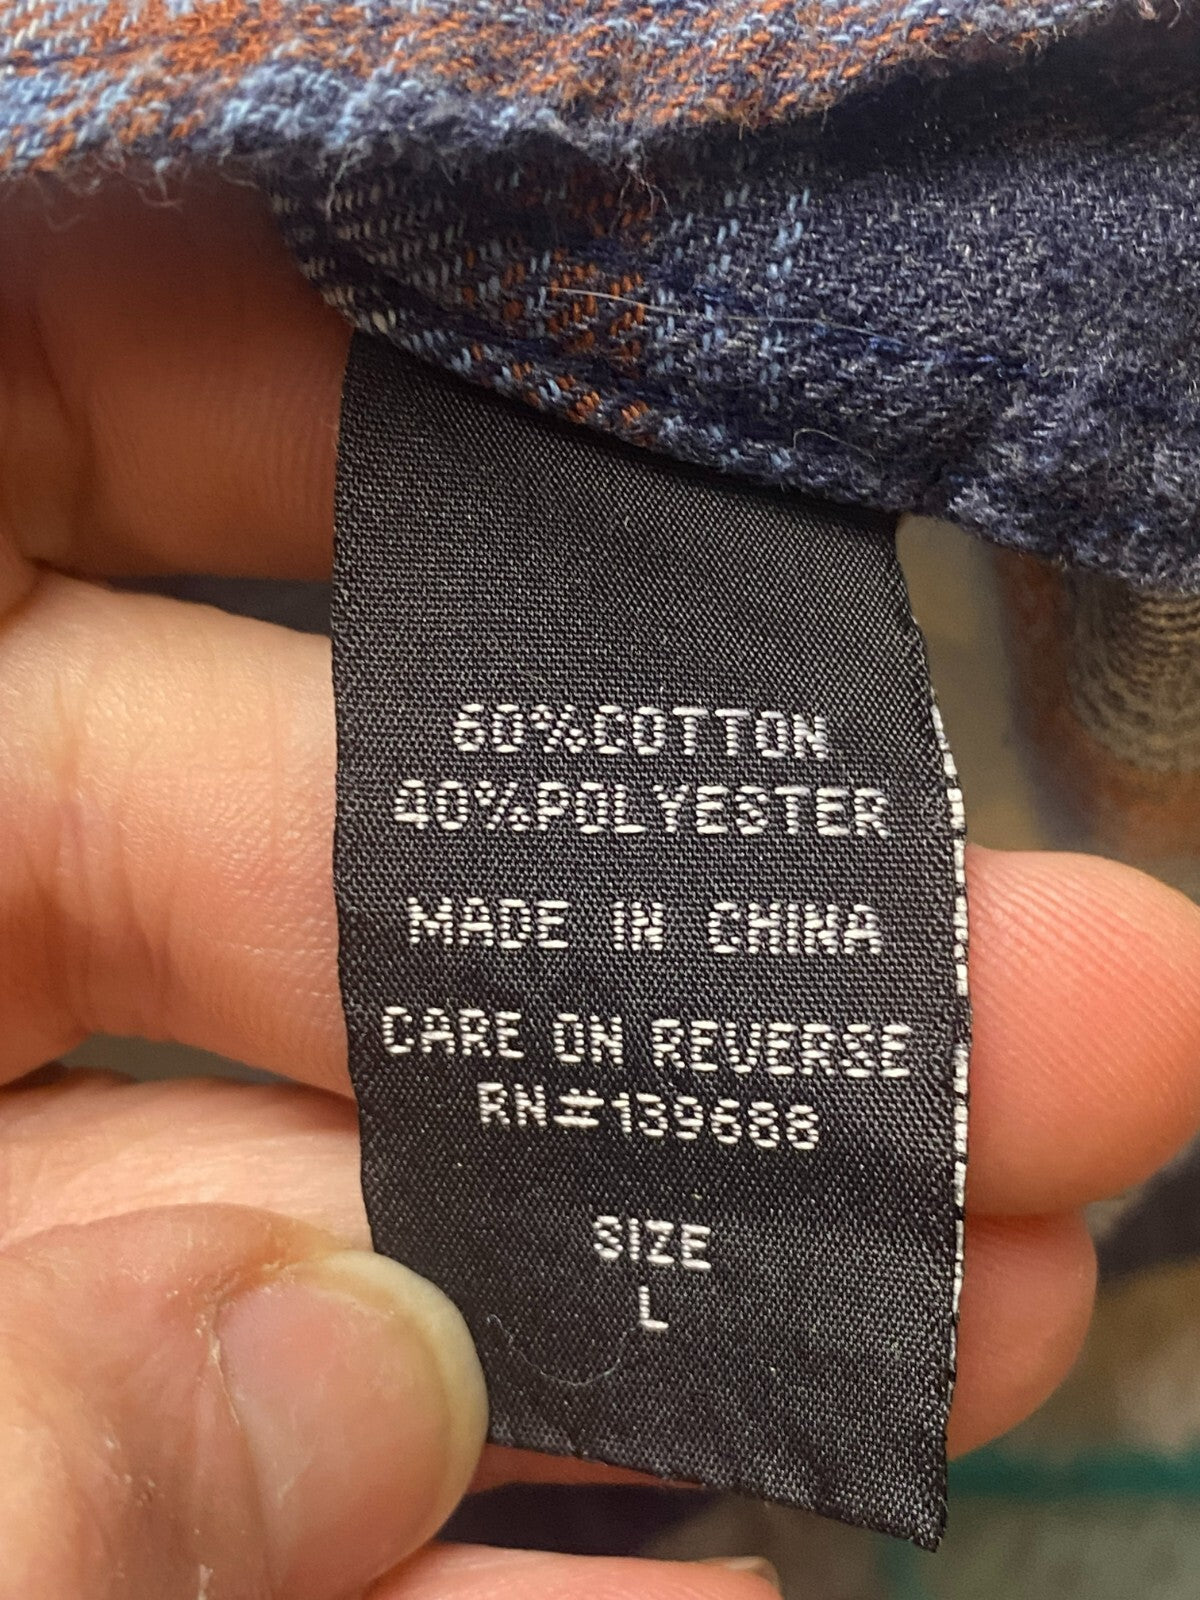 60%COTTON
40%POLYESTER
MADE IN CHINA
CARE ON REVERSE
RN#139688
SIZE
L